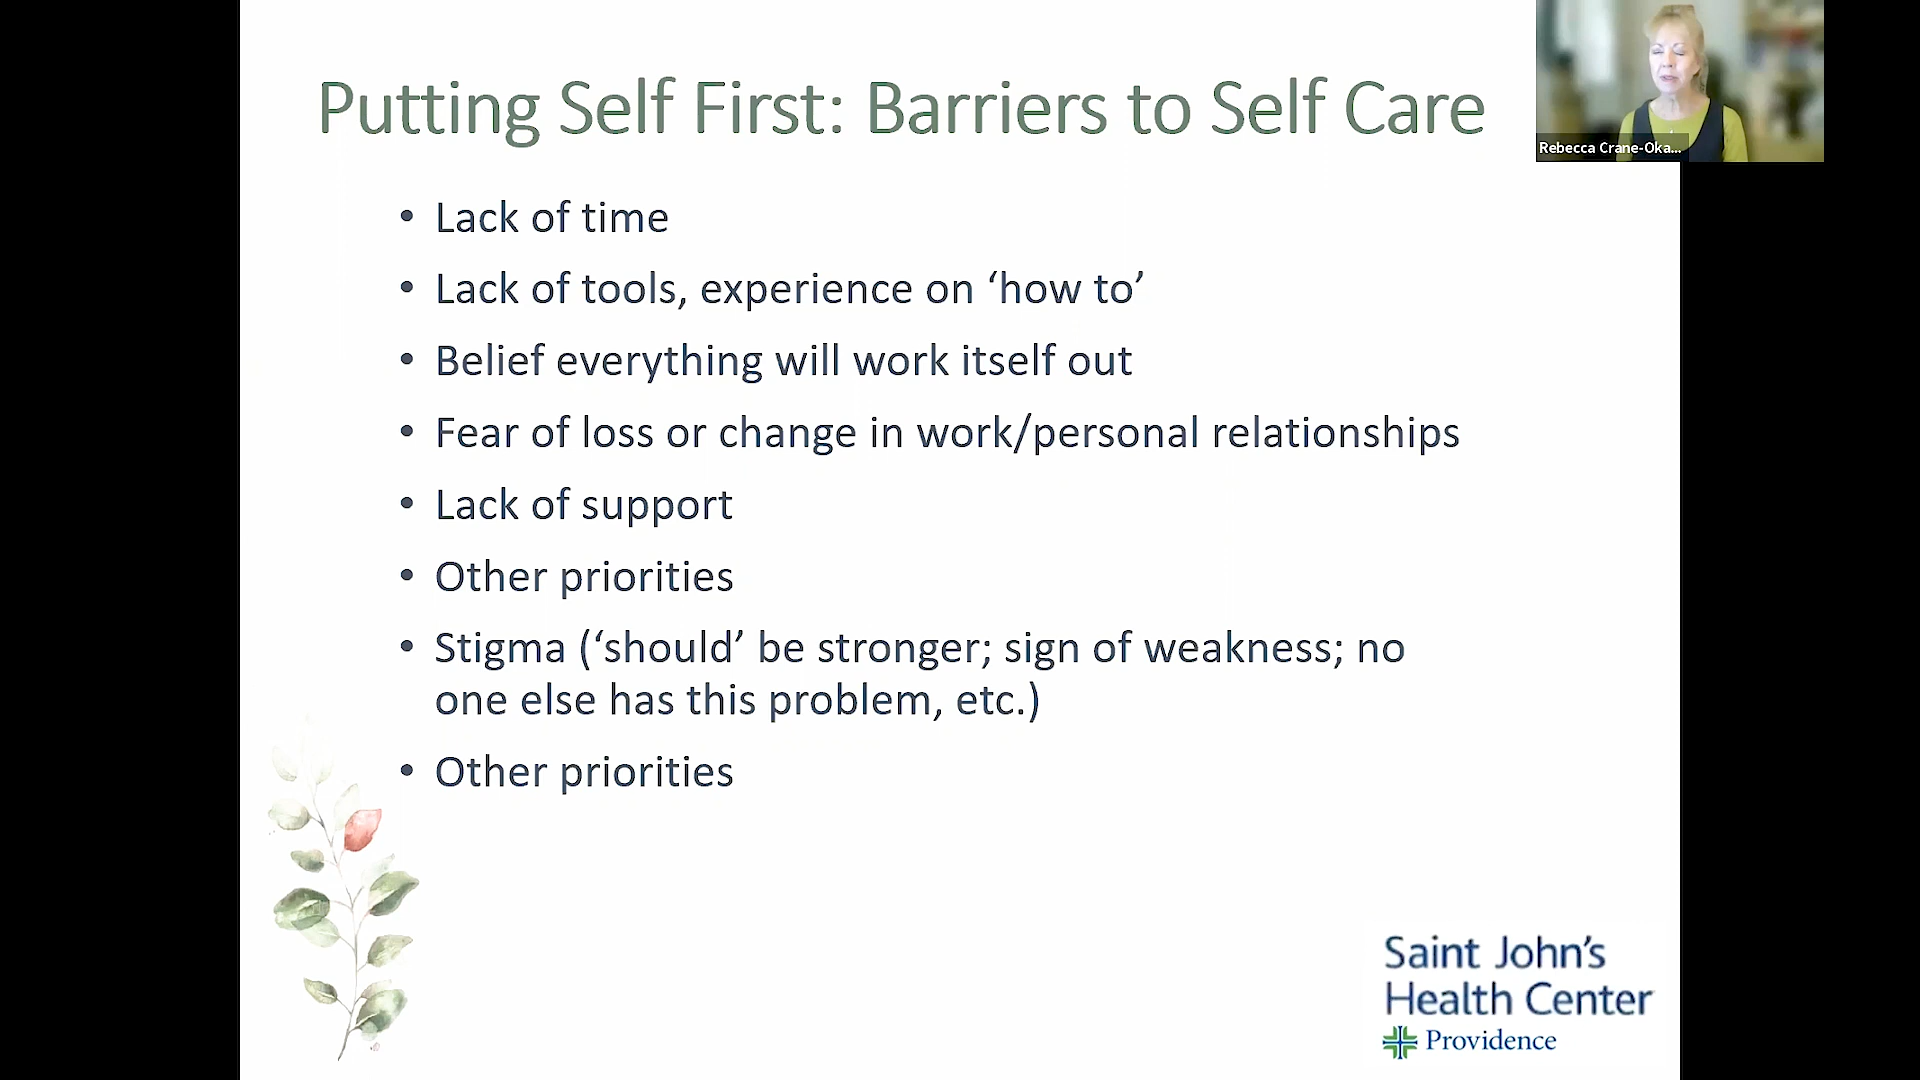 Putting Self First: Barriers to Self Care
Rebecca Crane-Oka...
• Lack of time
• Lack of tools, experience on ‘how to’
• Belief everything will work itself out
• Fear of loss or change in work/personal relationships
• Lack of support
• Other priorities
• Stigma (‘should’ be stronger; sign of weakness; no
one else has this problem, etc.)
• Other priorities
Saint John’s
Health Center
Providence